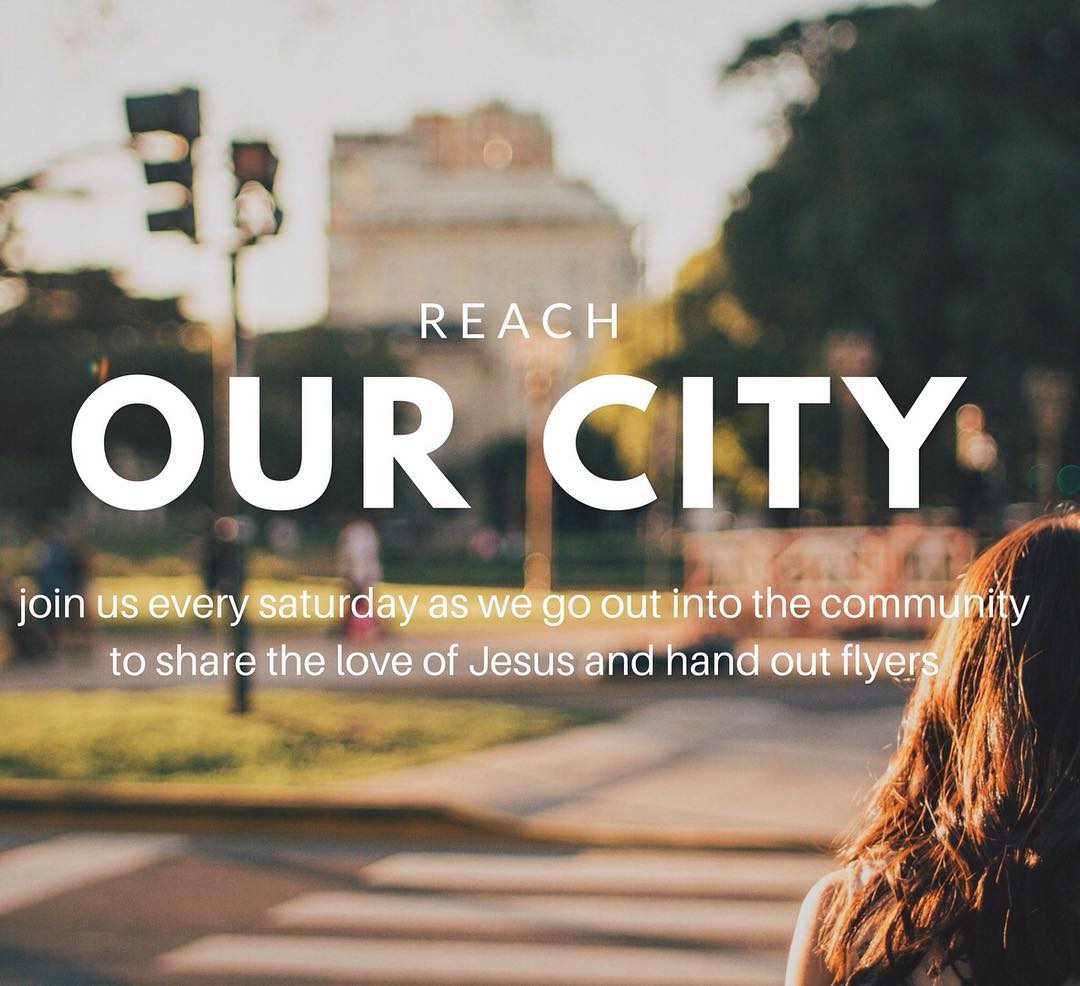 REACH
OUR CITY
join us every saturday as we go out into the community
to share the love of Jesus and hand out flyers